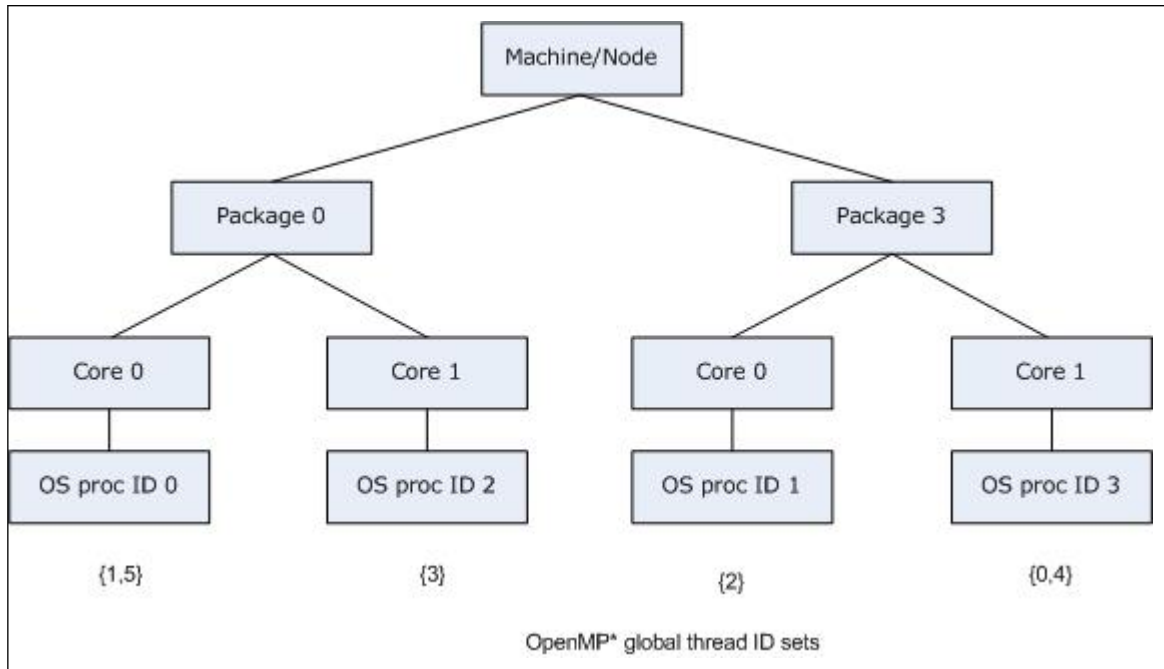 Machine/Node
Package 0
Package 3
Core 0
Core 1
Core 0
Core 1
OS proc ID 0
OS proc ID 2
OS proc ID 1
OS proc ID 3
{1,5}
{3}
{2}
{0,4}
OpenMP* global thread ID sets